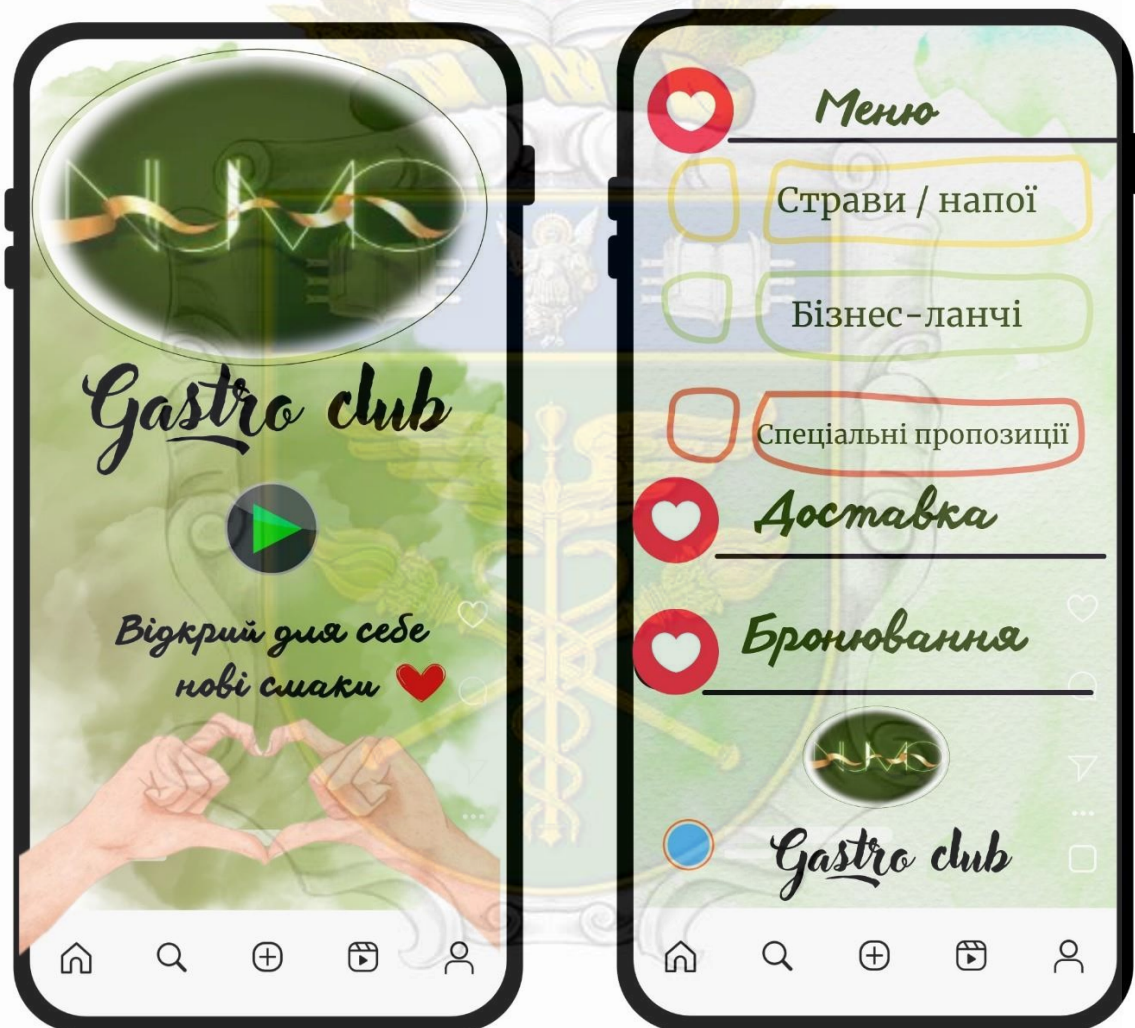 NUMO
Gastro club
Відкрий для себе
нові смаки
Меню
Страви / напої
Бізнес-ланчі
Спеціальні пропозиції
Доставка
Бронювання
NUMO
Gastro club